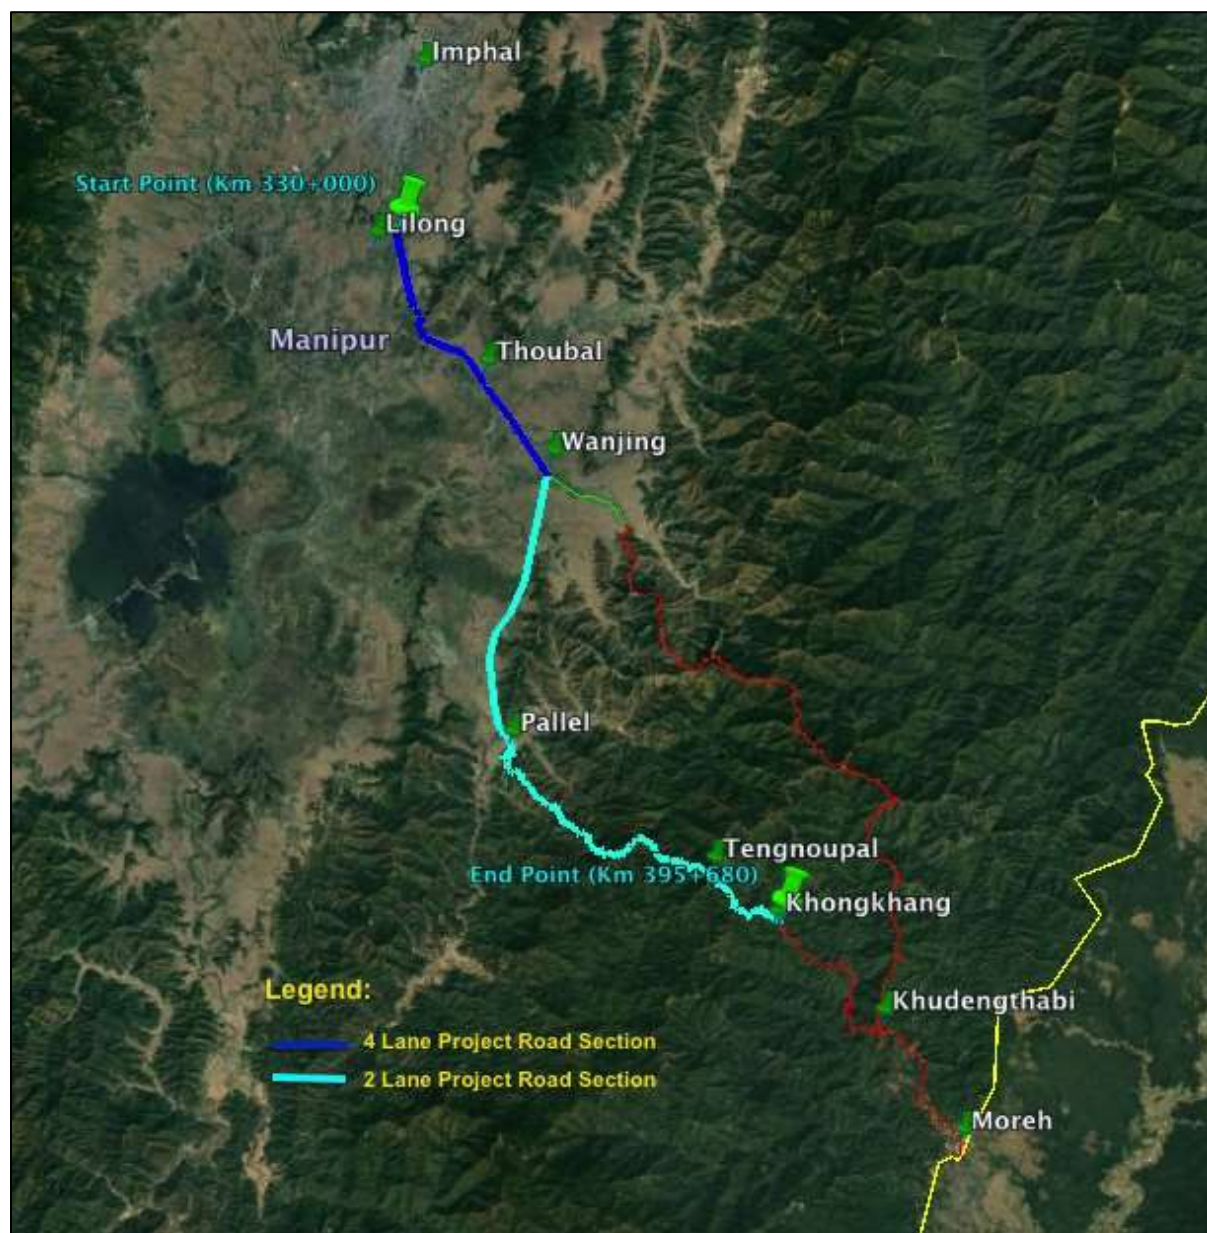 Imphal
Start Point (Km 330+000)
Lilong
Manipur
Thoubal
Wanjing
Pallel
Tengnoupal
End Point (Km 395+680)
Khongkhang
Legend:
Khudengthabi
4 Lane Project Road Section
2 Lane Project Road Section
Moreh